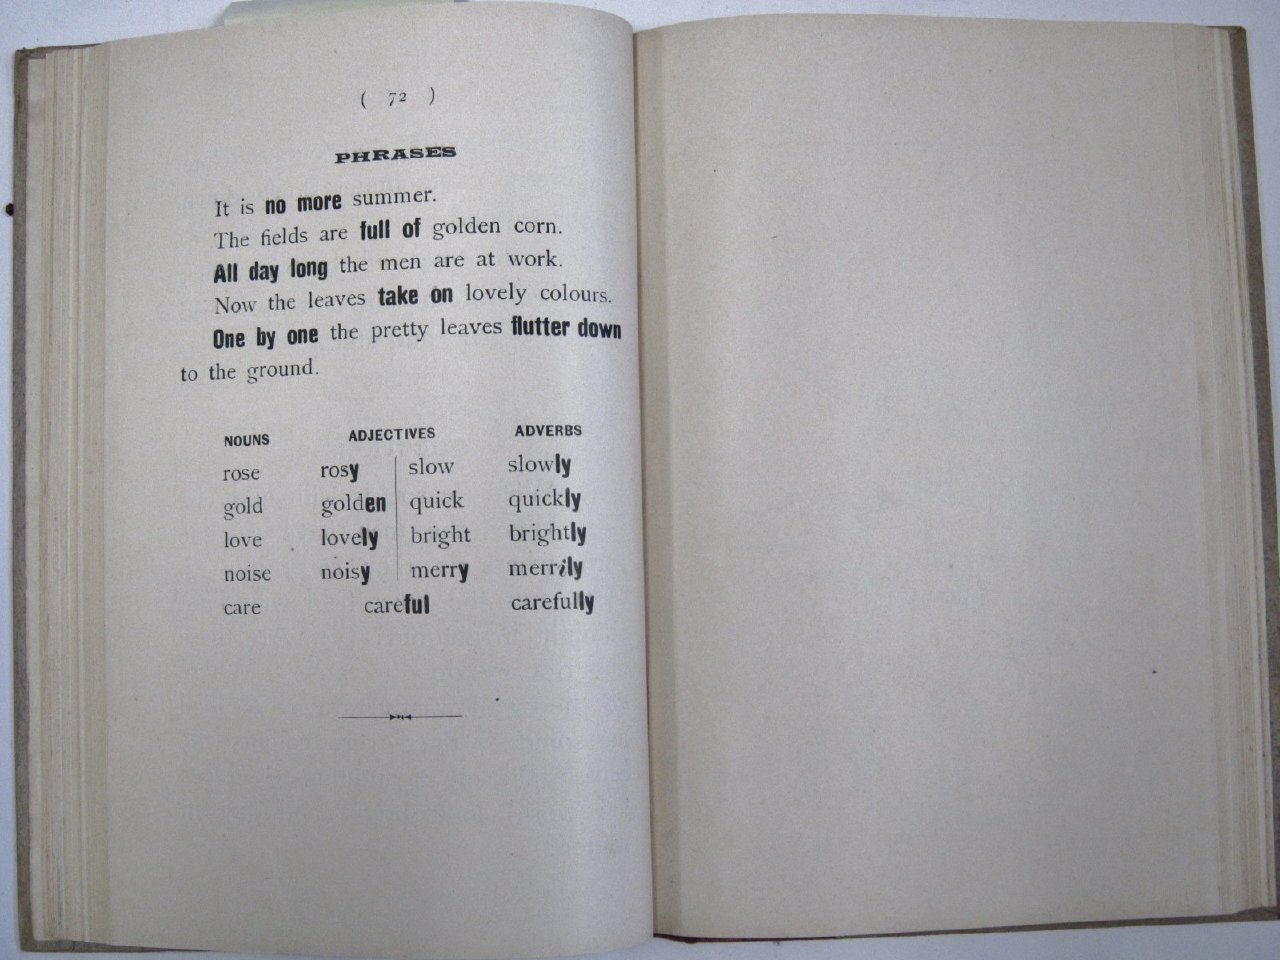 ( 72 )
PHRASES
It is no more summer.
The fields are full of golden corn.
All day long the men are at work.
Now the leaves take on lovely colours.
One by one the pretty leaves flutter down
to the ground.
NOUNS ADJECTIVES ADVERBS
rose rosy slow slowly
gold golden quick quickly
love lovely bright brightly
noise noisy merry merrily
care careful carefully